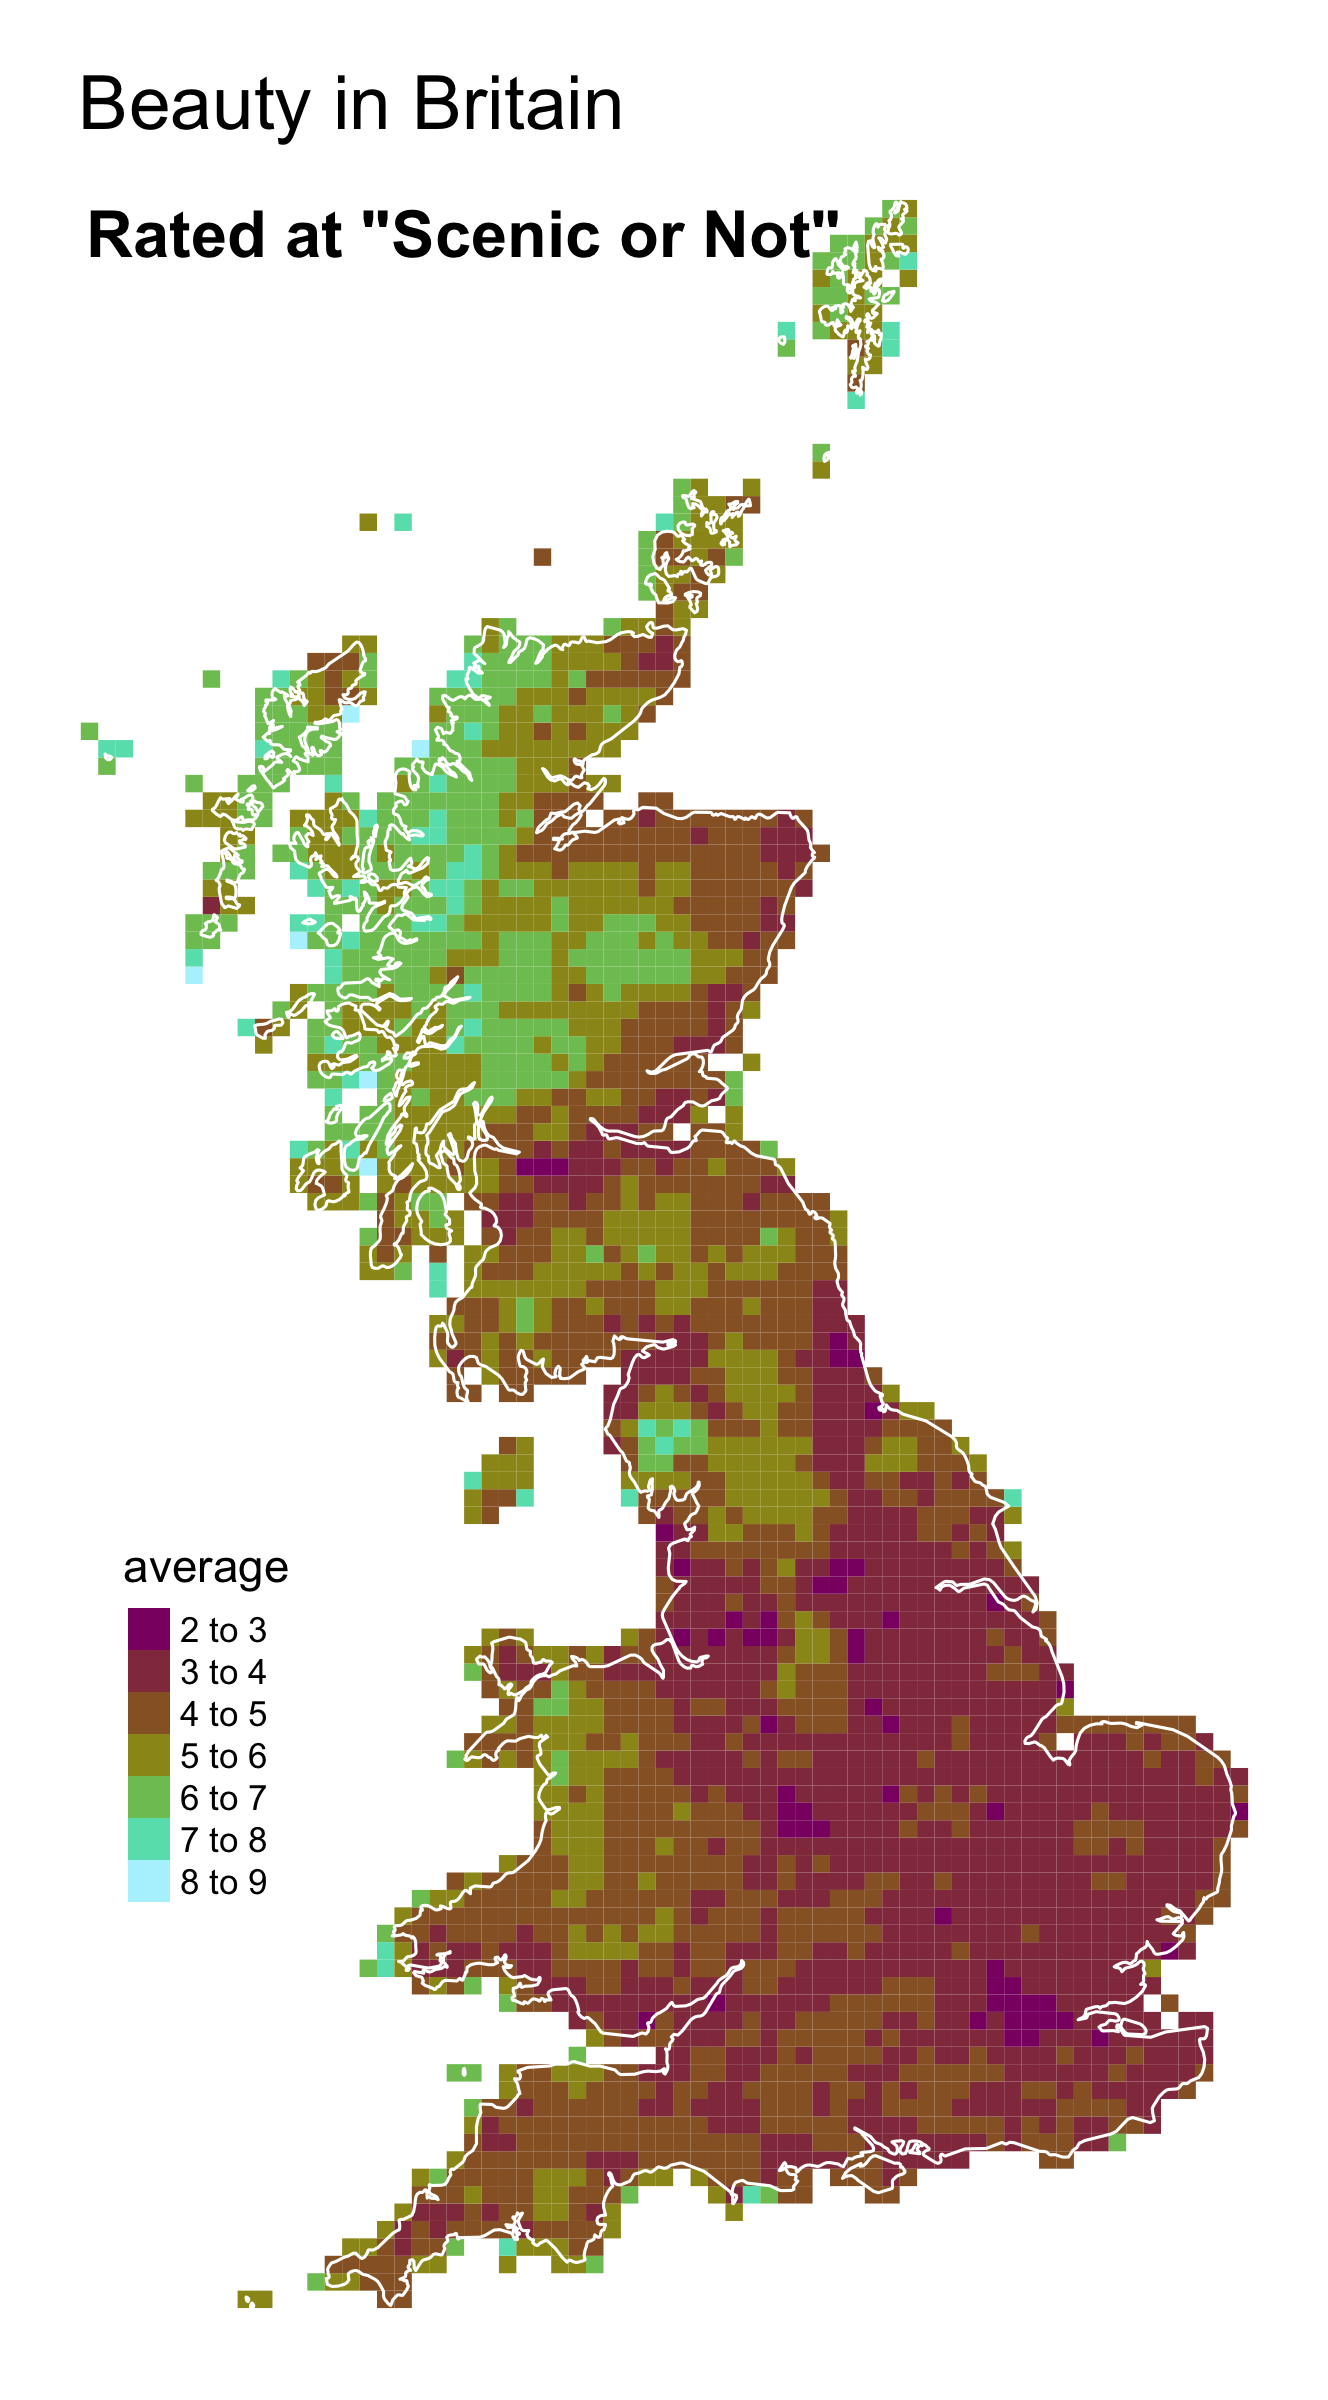 Beauty in Britain
Rated at "Scenic or Not"
average
2 to 3
3 to 4
4 to 5
5 to 6
6 to 7
7 to 8
8 to 9